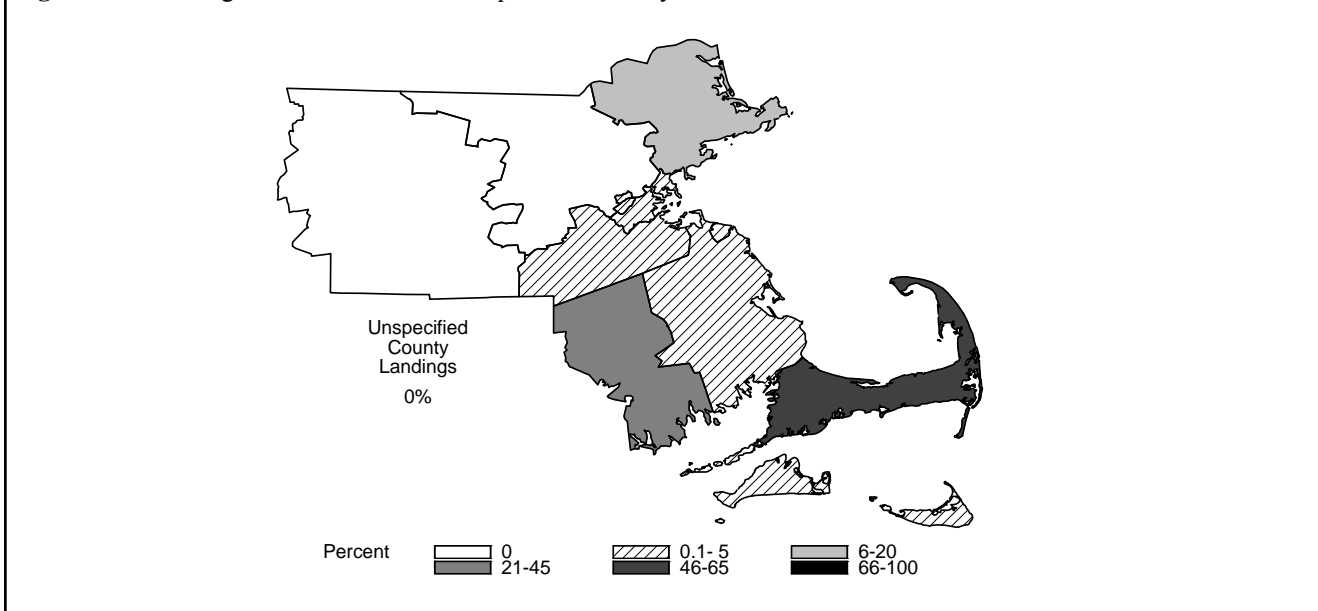 Unspecified
County
Landings
0%
Percent 0 0.1- 5 6-20
21-45 46-65 66-100